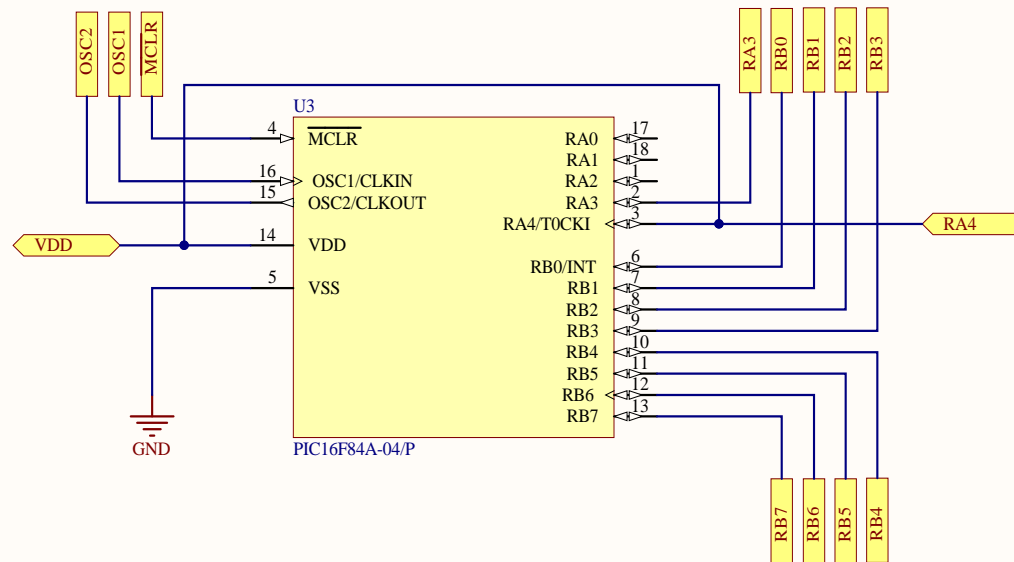 OSC2
OSC1
MCLR
RA3
RB0
RB1
RB2
RB3
U3
4
MCLR
RA0
17
RA1
18
16
OSC1/CLKIN
RA2
1
15
OSC2/CLKOUT
RA3
2
RA4/T0CKI
3
RA4
VDD
14
VDD
RB0/INT
6
5
VSS
RB1
7
RB2
8
RB3
9
RB4
10
RB5
11
RB6
12
RB7
13
GND
PIC16F84A-04/P
RB7
RB6
RB5
RB4